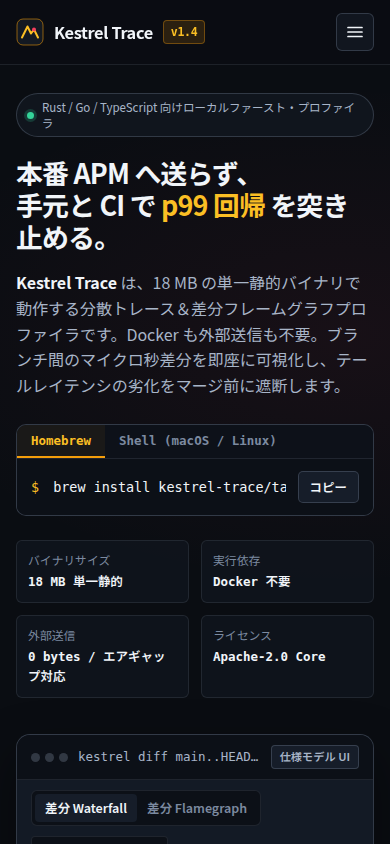 Kestrel Trace v1.4
Rust / Go / TypeScript 向けローカルファースト・プロファイ
ラ
本番 APM へ送らず、
手元と CI で p99 回帰 を突き
止める。
Kestrel Trace は、18 MB の単一静的バイナリで
動作する分散トレース＆差分フレームグラフプロ
ファイラです。Docker も外部送信も不要。ブラ
ンチ間のマイクロ秒差分を即座に可視化し、テー
ルレイテンシの劣化をマージ前に遮断します。
Homebrew Shell (macOS / Linux)
$ brew install kestrel-trace/ta コピー
バイナリサイズ
18 MB 単一静的
実行依存
Docker 不要
外部送信
0 bytes / エアギャッ
プ対応
ライセンス
Apache-2.0 Core
kestrel diff main..HEAD… 仕様モデル UI
差分 Waterfall 差分 Flamegraph